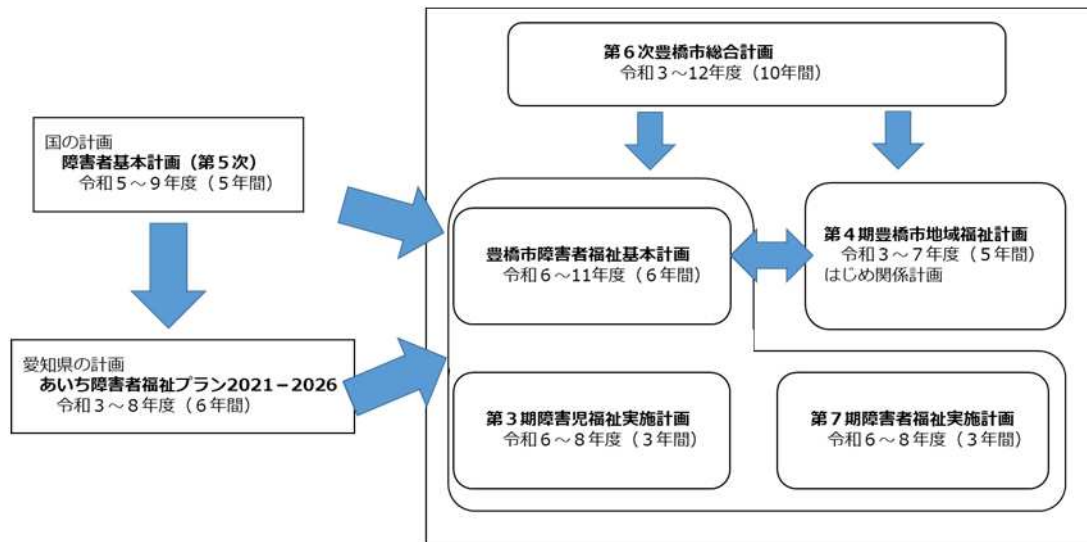 第６次豊橋市総合計画
令和３～12年度（10年間）
国の計画
障害者基本計画（第５次）
令和５～９年度（５年間）
豊橋市障害者福祉基本計画
令和６～11年度（６年間）
第４期豊橋市地域福祉計画
令和３～７年度（５年間）
はじめ関係計画
愛知県の計画
あいち障害者福祉プラン2021－2026
令和３～８年度（６年間）
第３期障害児福祉実施計画
令和６～８年度（３年間）
第７期障害者福祉実施計画
令和６～８年度（３年間）